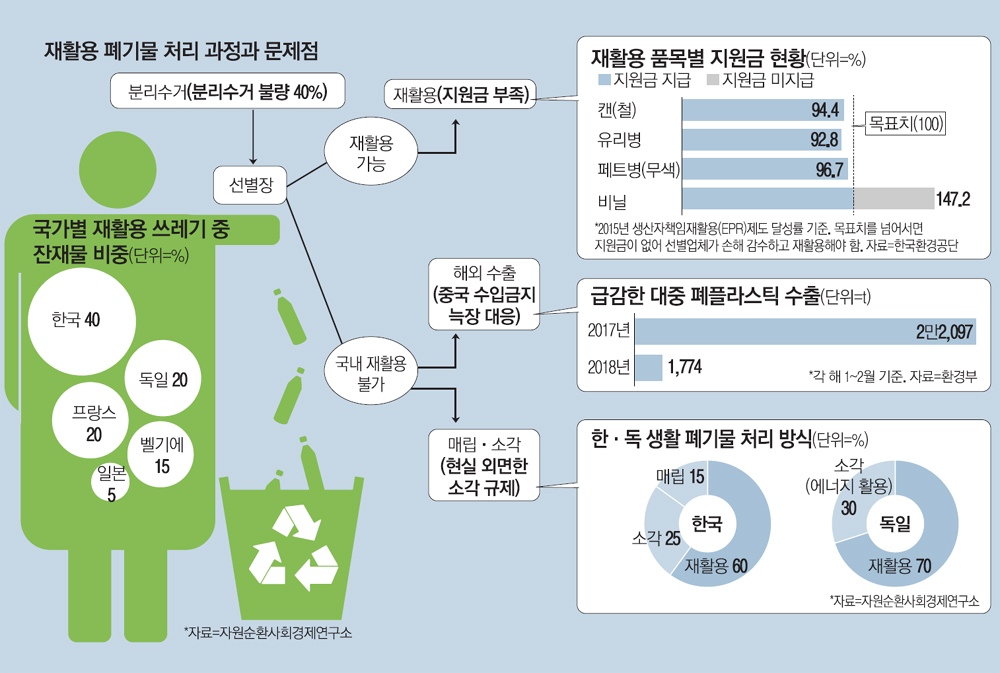 재활용 폐기물 처리 과정과 문제점
분리수거(분리수거 불량 40%)
선별장
재활용
가능
재활용(지원금 부족)
국내 재활용
불가
해외 수출
(중국 수입금지
늑장 대응)
매립·소각
(현실 외면한
소각 규제)
국가별 재활용 쓰레기 중
잔재물 비중(단위=%)
한국 40
독일 20
프랑스
20
벨기에
15
일본
5
*자료=자원순환사회경제연구소
재활용 품목별 지원금 현황(단위=%)
지원금 지급 지원금 미지급
캔(철) 94.4
목표치(100)
유리병 92.8
페트병(무색) 96.7
비닐 147.2
*2015년 생산자책임재활용(EPR)제도 달성률 기준. 목표치를 넘어서면
지원금이 없어 선별업체가 손해 감수하고 재활용해야 함. 자료=한국환경공단
급감한 대중 폐플라스틱 수출(단위=t)
2017년 2만2,097
2018년 1,774
*각 해 1~2월 기준. 자료=환경부
한·독 생활 폐기물 처리 방식(단위=%)
매립 15
소각 25
한국
재활용 60
소각
(에너지 활용)
30
독일
재활용 70
*자료=자원순환사회경제연구소